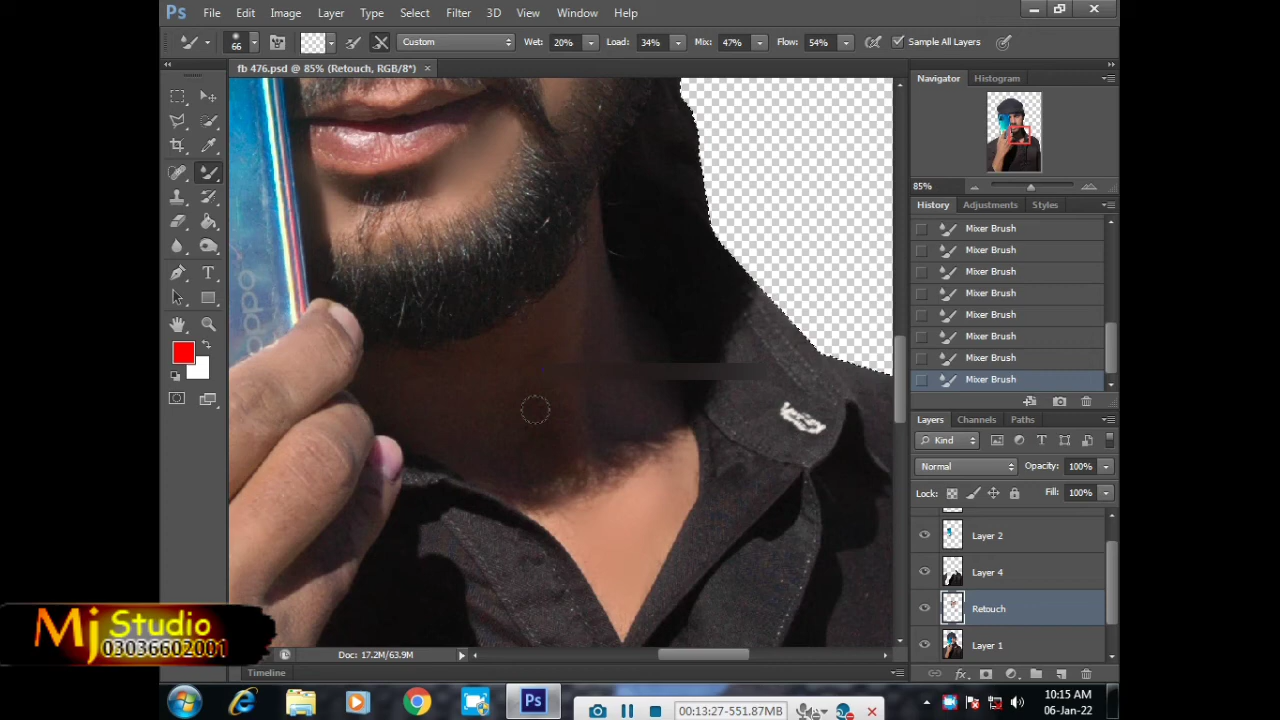 Ps File Edit Image Layer Type Select Filter 3D View Window Help
66 Custom Wet: 20% Load: 34% Mix: 47% Flow: 54% Sample All Layers
fb 476.psd @ 85% (Retouch, RGB/8*) ×
Navigator Histogram
85%
History Adjustments Styles
Mixer Brush
Mixer Brush
Mixer Brush
Mixer Brush
Mixer Brush
Mixer Brush
Mixer Brush
Mixer Brush
Layers Channels Paths
Kind
Normal Opacity: 100%
Lock: Fill: 100%
Layer 2
Layer 4
Retouch
Layer 1
oppo
Mj Studio
03036602001
Doc: 17.2M/63.9M
Timeline
Ps
00:13:27-551.87MB
10:15 AM
06-Jan-22